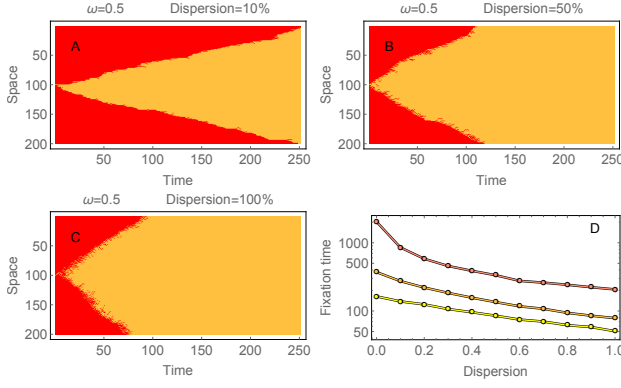 ω=0.5 Dispersion=10%
A
Space
50
100
150
200
50 100 150 200 250
Time
ω=0.5 Dispersion=50%
B
Space
50
100
150
200
50 100 150 200 250
Time
ω=0.5 Dispersion=100%
C
Space
50
100
150
200
50 100 150 200 250
Time
D
Fixation time
1000
500
100
50
0.0 0.2 0.4 0.6 0.8 1.0
Dispersion